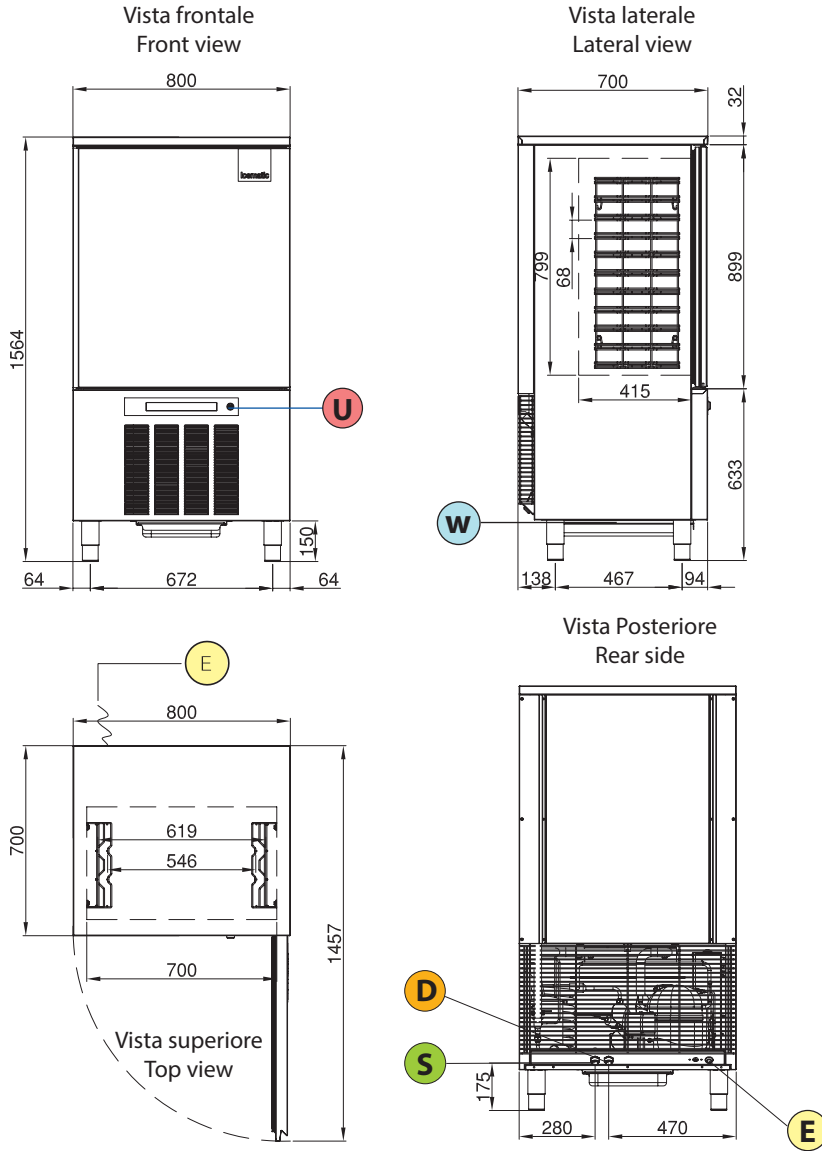 Vista frontale
Front view
800
icematic
1564
U
150
64
672
64
Vista laterale
Lateral view
700
32
799
68
899
415
633
W
138
467
94
E
800
700
619
546
700
1457
Vista superiore
Top view
Vista Posteriore
Rear side
D
S
175
280
470
E